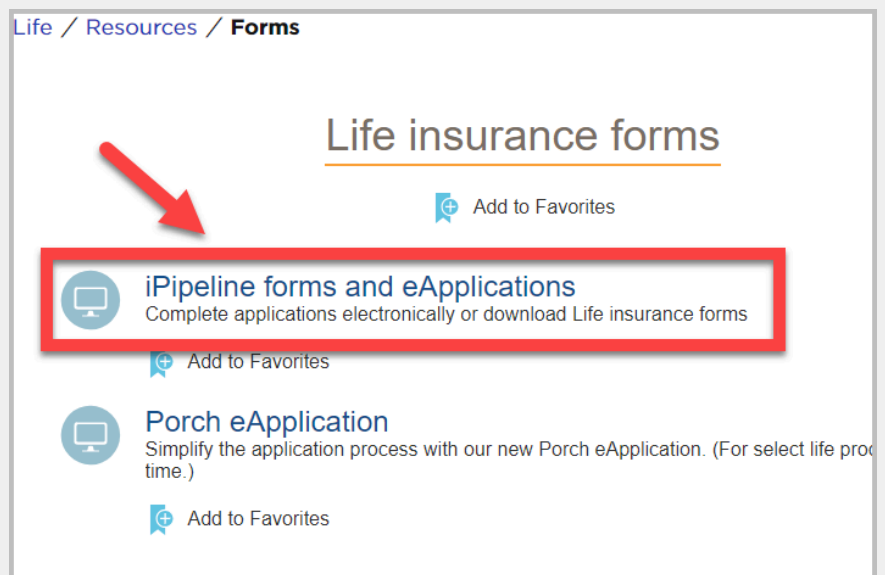 Life / Resources / Forms
Life insurance forms
Add to Favorites
iPipeline forms and eApplications
Complete applications electronically or download Life insurance forms
Add to Favorites
Porch eApplication
Simplify the application process with our new Porch eApplication. (For select life
time.)
Add to Favorites